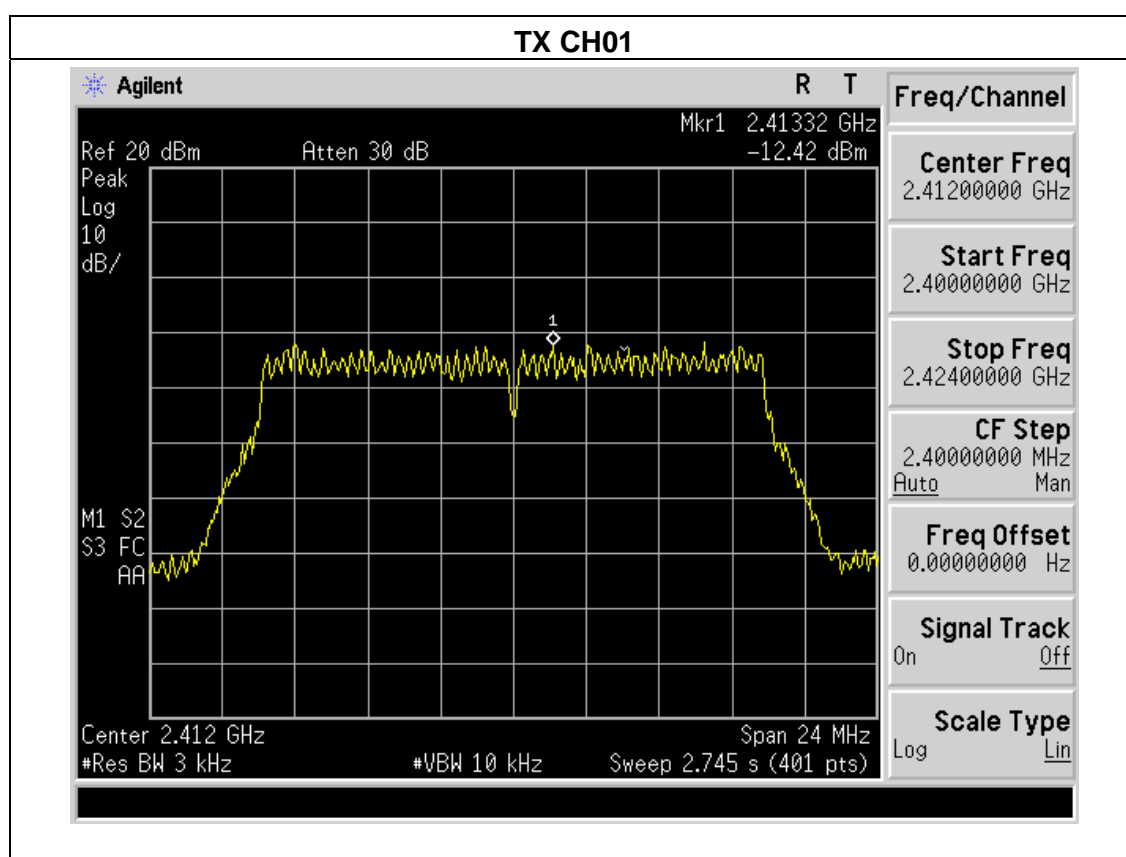 TX CH01
Agilent R T
Mkr1 2.41332 GHz
Ref 20 dBm Atten 30 dB -12.42 dBm
Peak
Log
10
dB/
1
M1 S2
S3 FC
AA
Center 2.412 GHz Span 24 MHz
#Res BW 3 kHz #VBW 10 kHz Sweep 2.745 s (401 pts)
Freq/Channel
Center Freq
2.41200000 GHz
Start Freq
2.40000000 GHz
Stop Freq
2.42400000 GHz
CF Step
2.40000000 MHz
Auto Man
Freq Offset
0.00000000 Hz
Signal Track
On Off
Scale Type
Log Lin